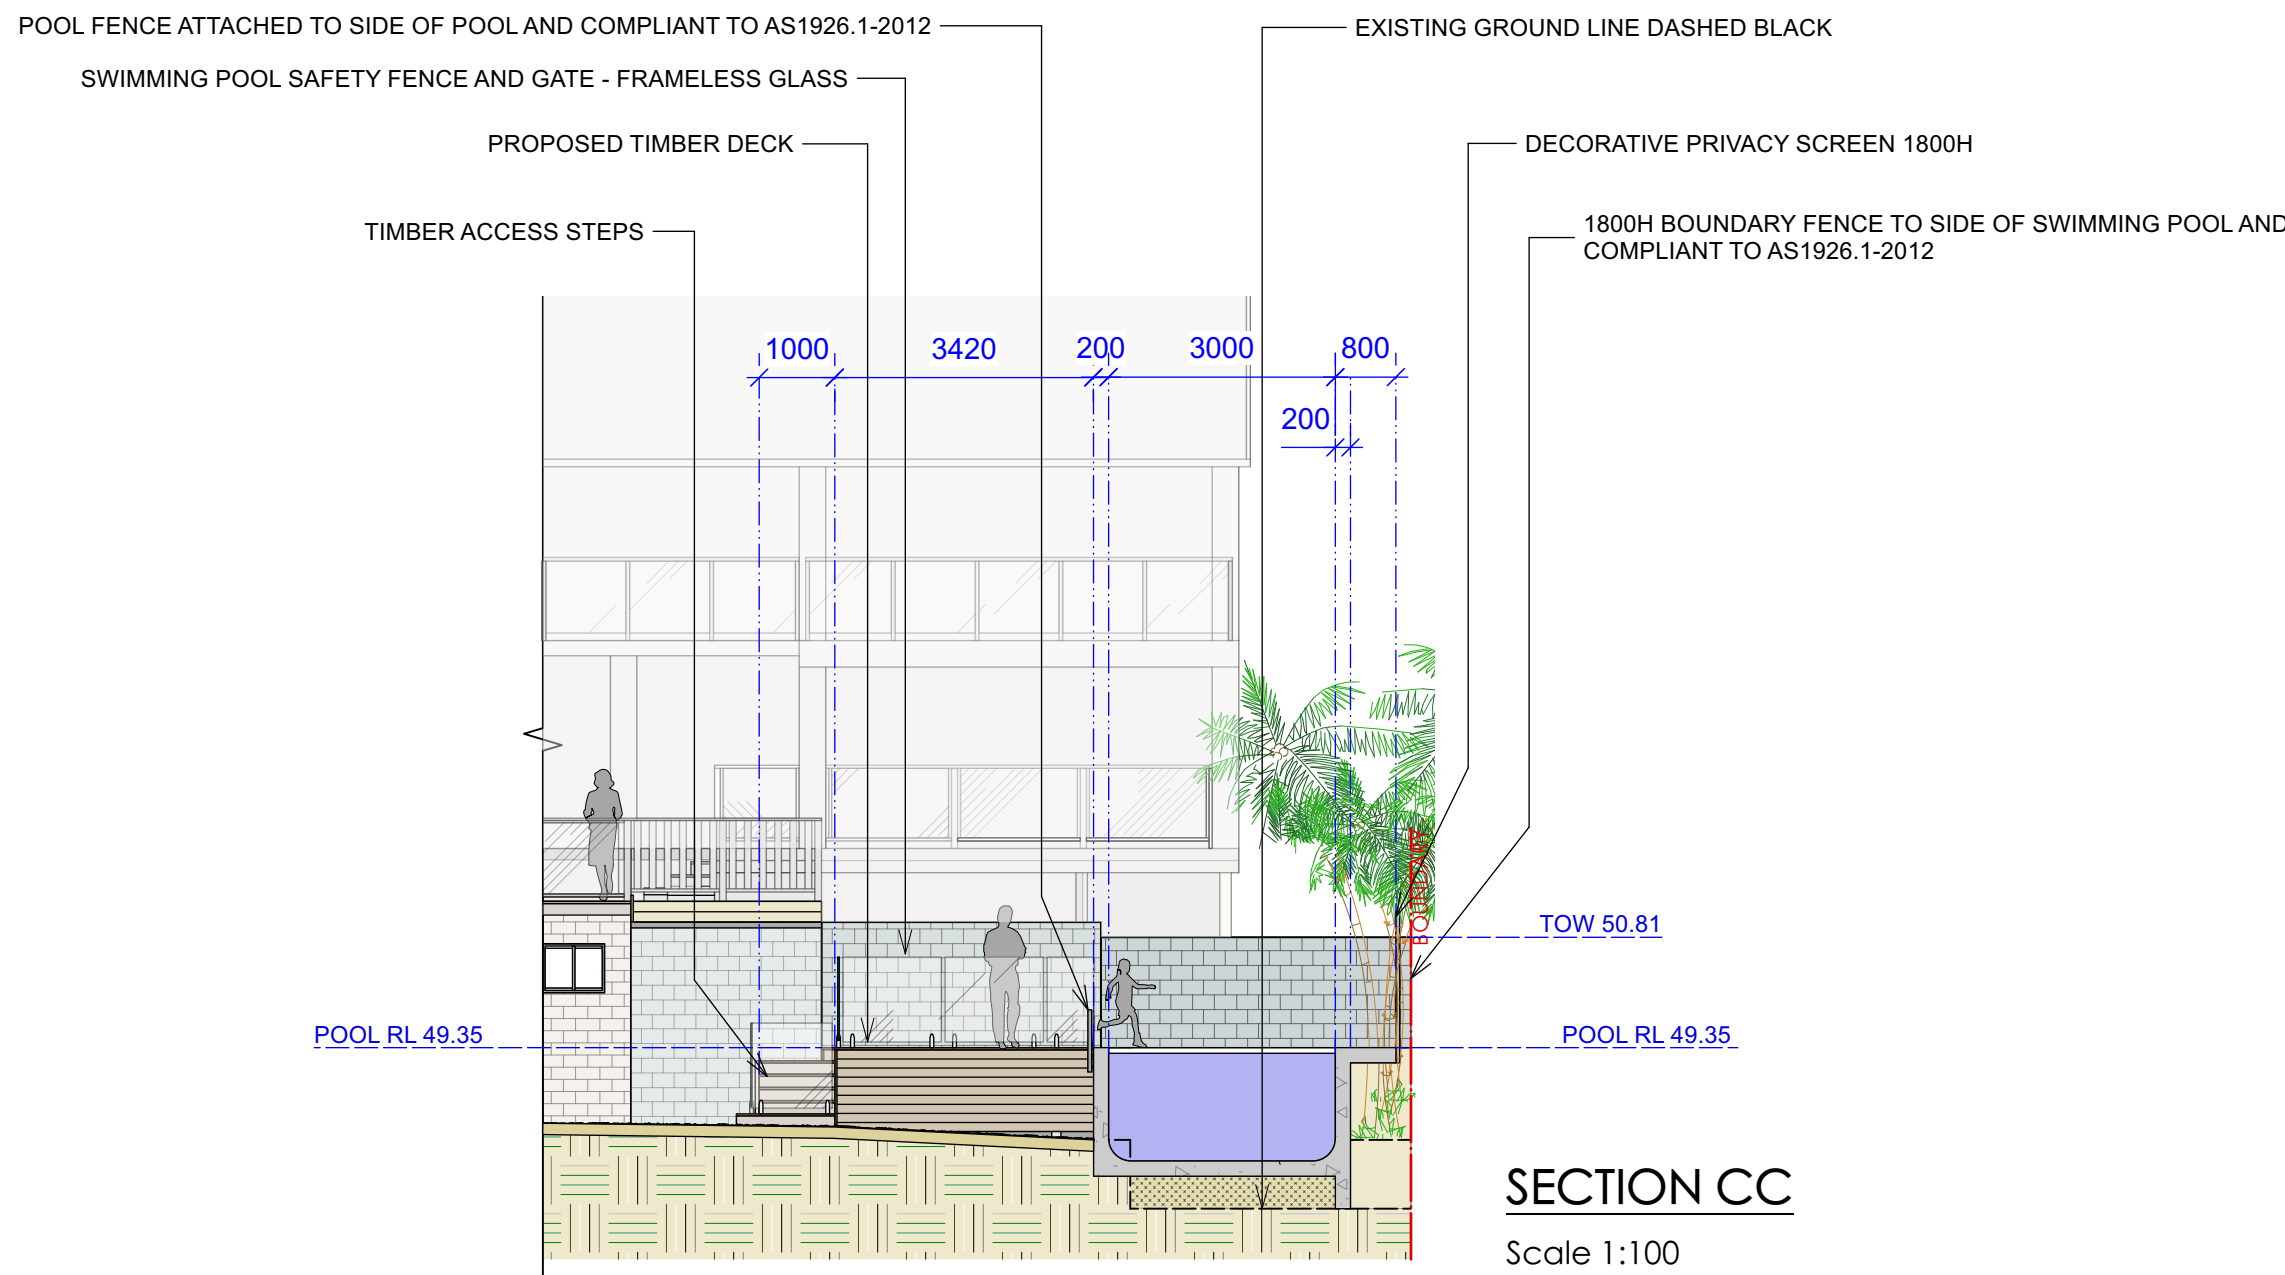 POOL FENCE ATTACHED TO SIDE OF POOL AND COMPLIANT TO AS1926.1-2012
EXISTING GROUND LINE DASHED BLACK
SWIMMING POOL SAFETY FENCE AND GATE - FRAMELESS GLASS
PROPOSED TIMBER DECK
DECORATIVE PRIVACY SCREEN 1800H
TIMBER ACCESS STEPS
1800H BOUNDARY FENCE TO SIDE OF SWIMMING POOL AND
COMPLIANT TO AS1926.1-2012
1000 3420 200 3000 800
200
BOUNDARY
TOW 50.81
POOL RL 49.35
POOL RL 49.35
SECTION CC
Scale 1:100